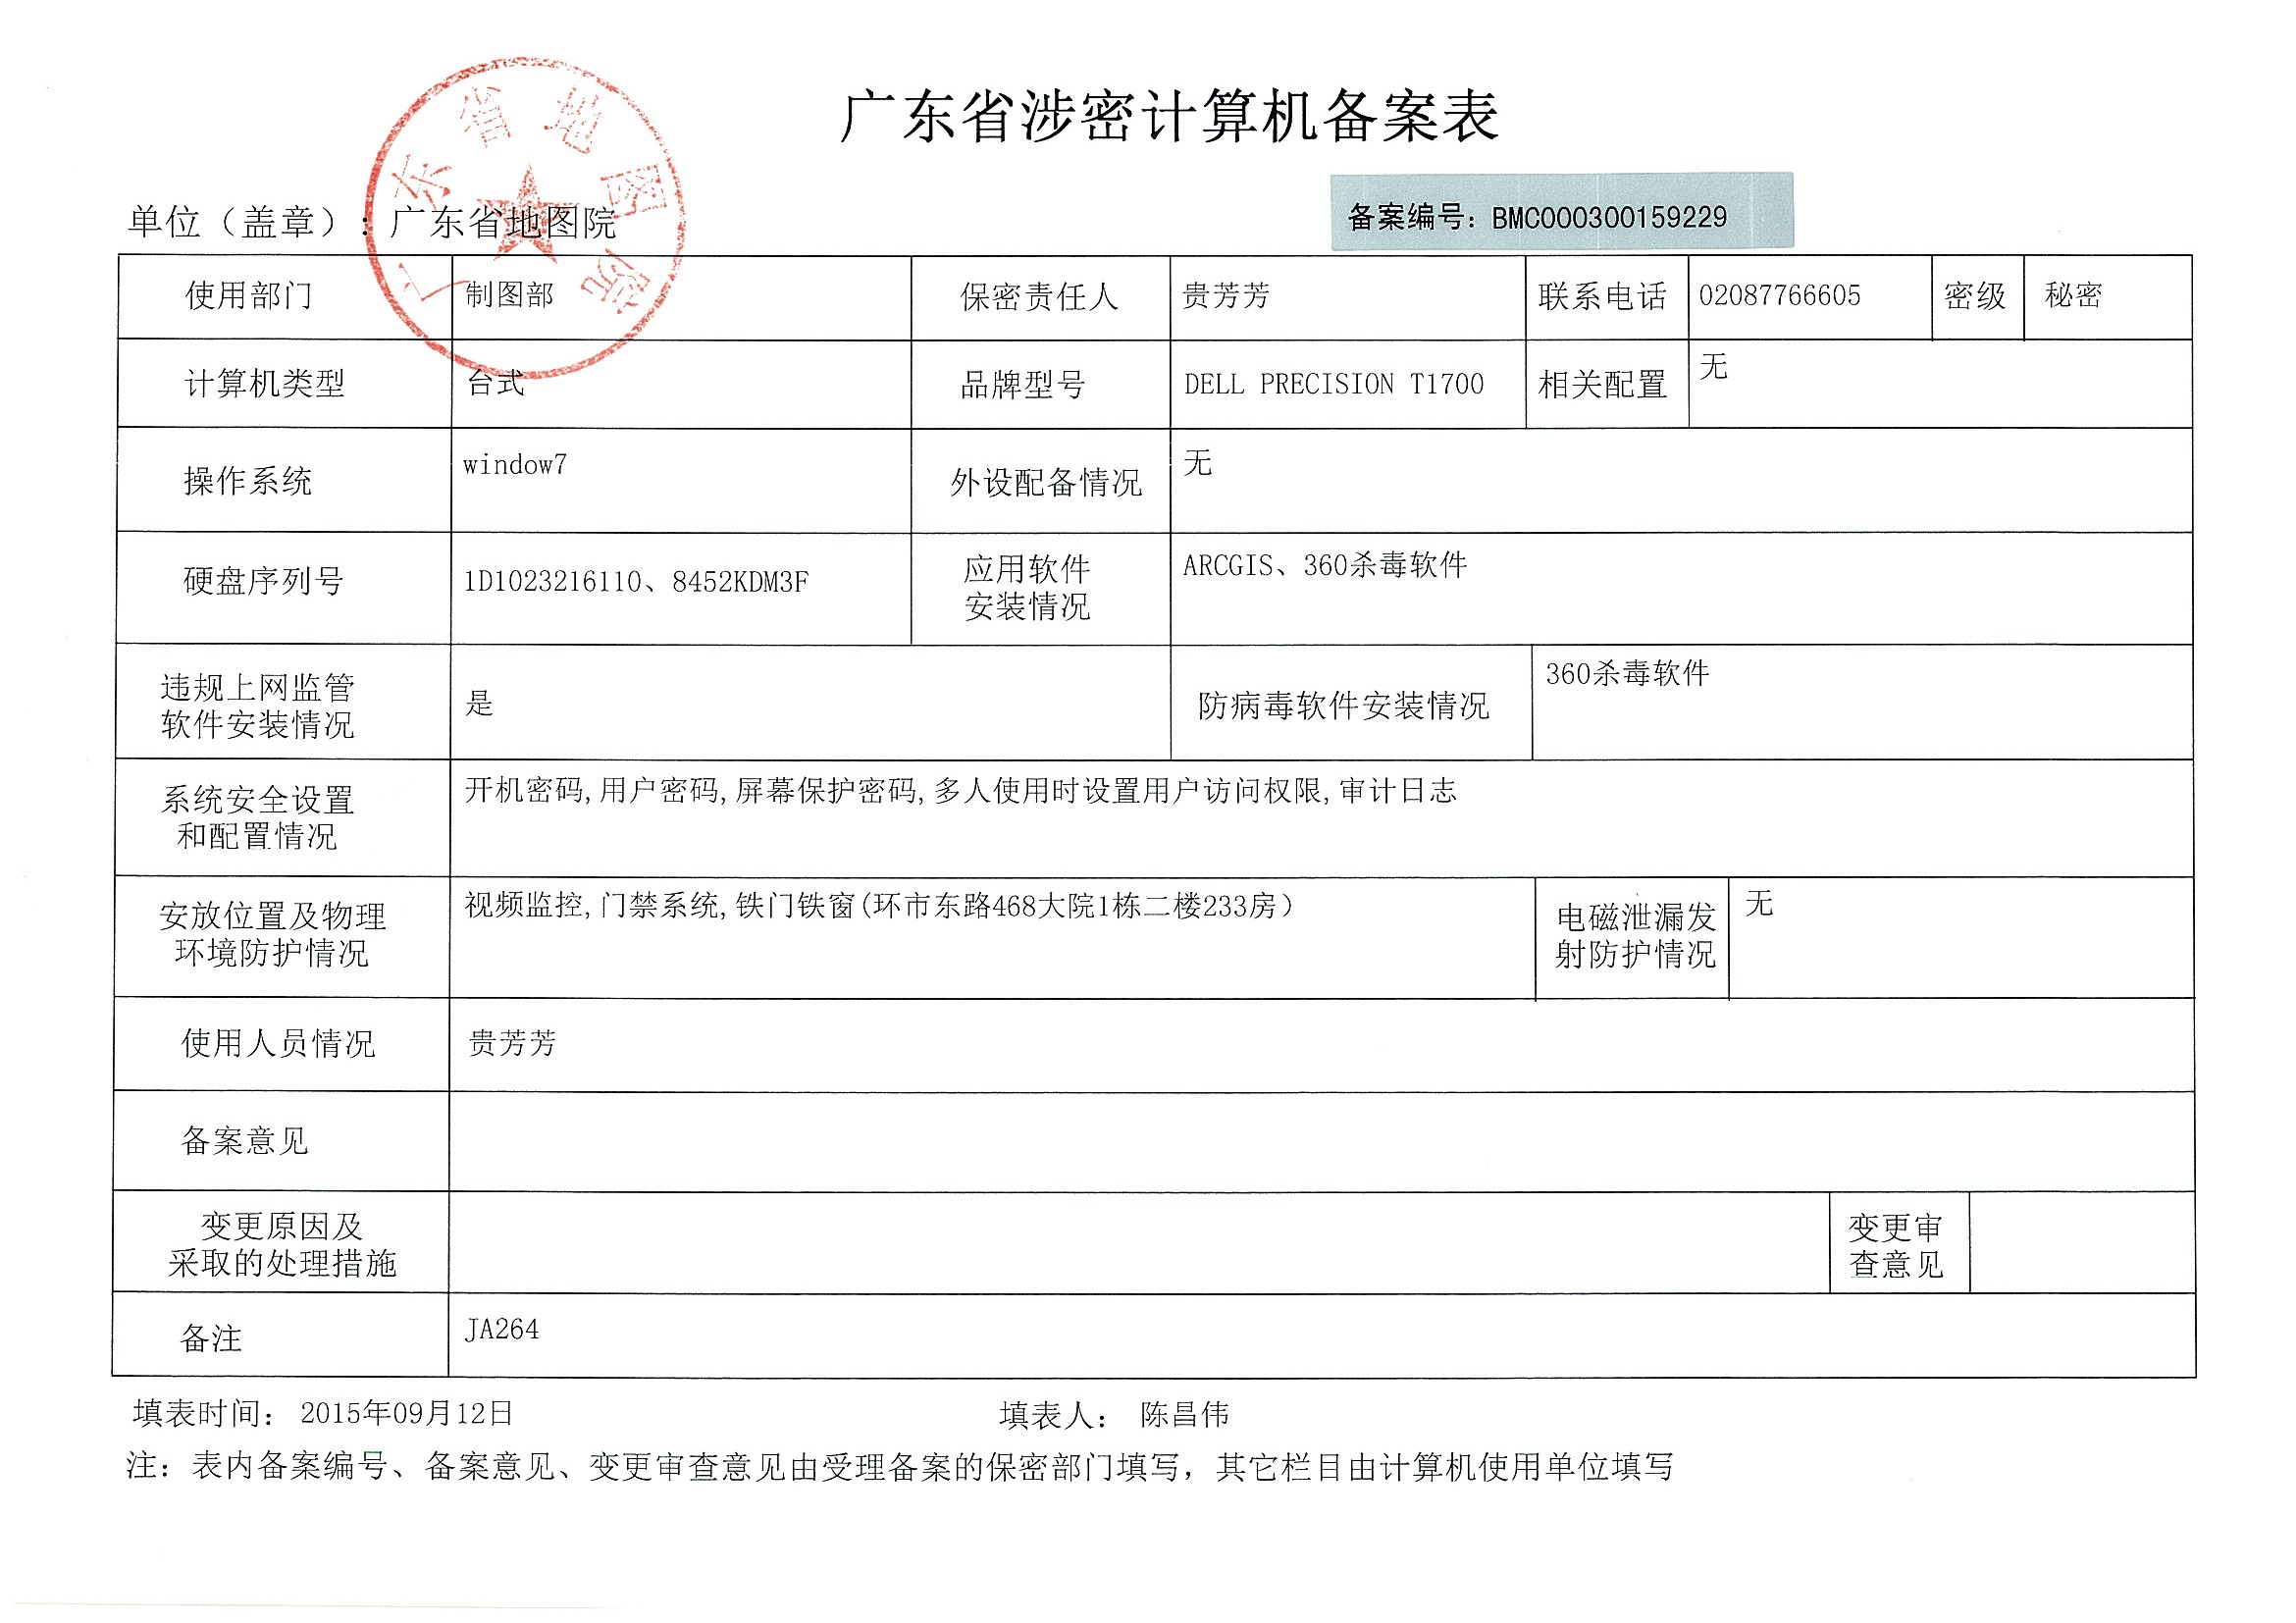 广东省涉密计算机备案表
广东省地图院
单位（盖章）：广东省地图院
备案编号：BMC000300159229
使用部门 制图部 保密责任人 贵芳芳 联系电话 02087766605 密级 秘密
计算机类型 台式 品牌型号 DELL PRECISION T1700 相关配置 无
操作系统 window7 外设配备情况 无
硬盘序列号 1D1023216110、8452KDM3F 应用软件 ARCGIS、360杀毒软件
安装情况
违规上网监管 是 防病毒软件安装情况 360杀毒软件
软件安装情况
系统安全设置 开机密码,用户密码,屏幕保护密码,多人使用时设置用户访问权限,审计日志
和配置情况
安放位置及物理 视频监控,门禁系统,铁门铁窗(环市东路468大院1栋二楼233房） 电磁泄漏发 无
环境防护情况 射防护情况
使用人员情况 贵芳芳
备案意见
变更原因及 变更审
采取的处理措施 查意见
备注 JA264
填表时间： 2015年09月12日 填表人： 陈昌伟
注：表内备案编号、备案意见、变更审查意见由受理备案的保密部门填写，其它栏目由计算机使用单位填写